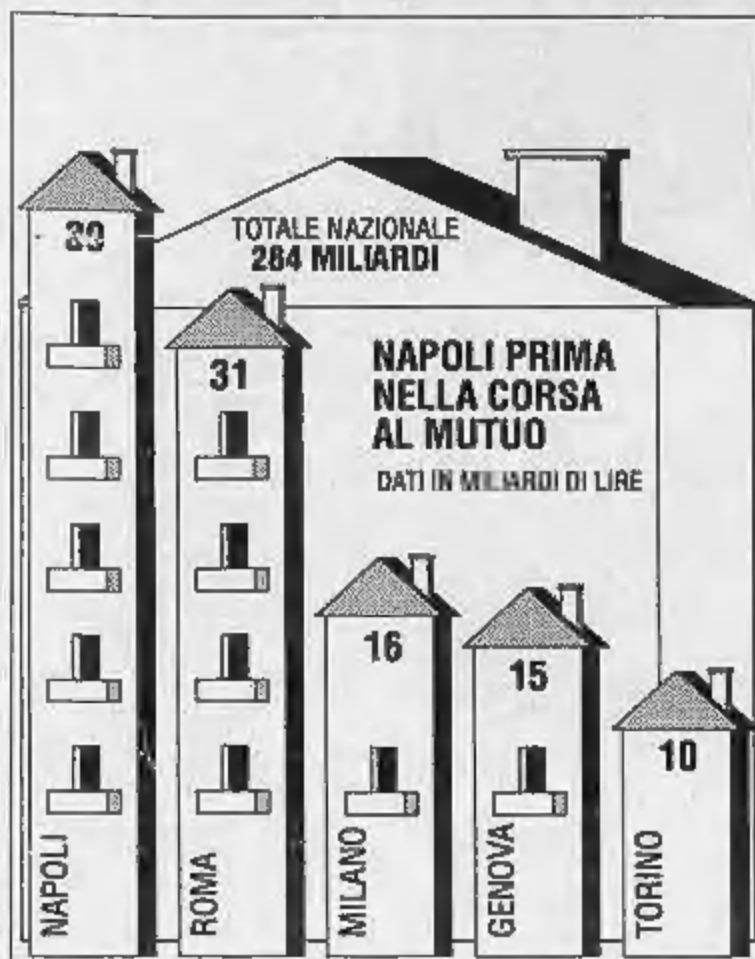 39
TOTALE NAZIONALE
MILIARDI
31
NAPOLI PRIMA
NELLA CORSA
AL MUTUO
DATI IN MILIARDI DI LIRE
16
15
10
NAPOLI
ROMA
MILANO
GENOVA
TORINO